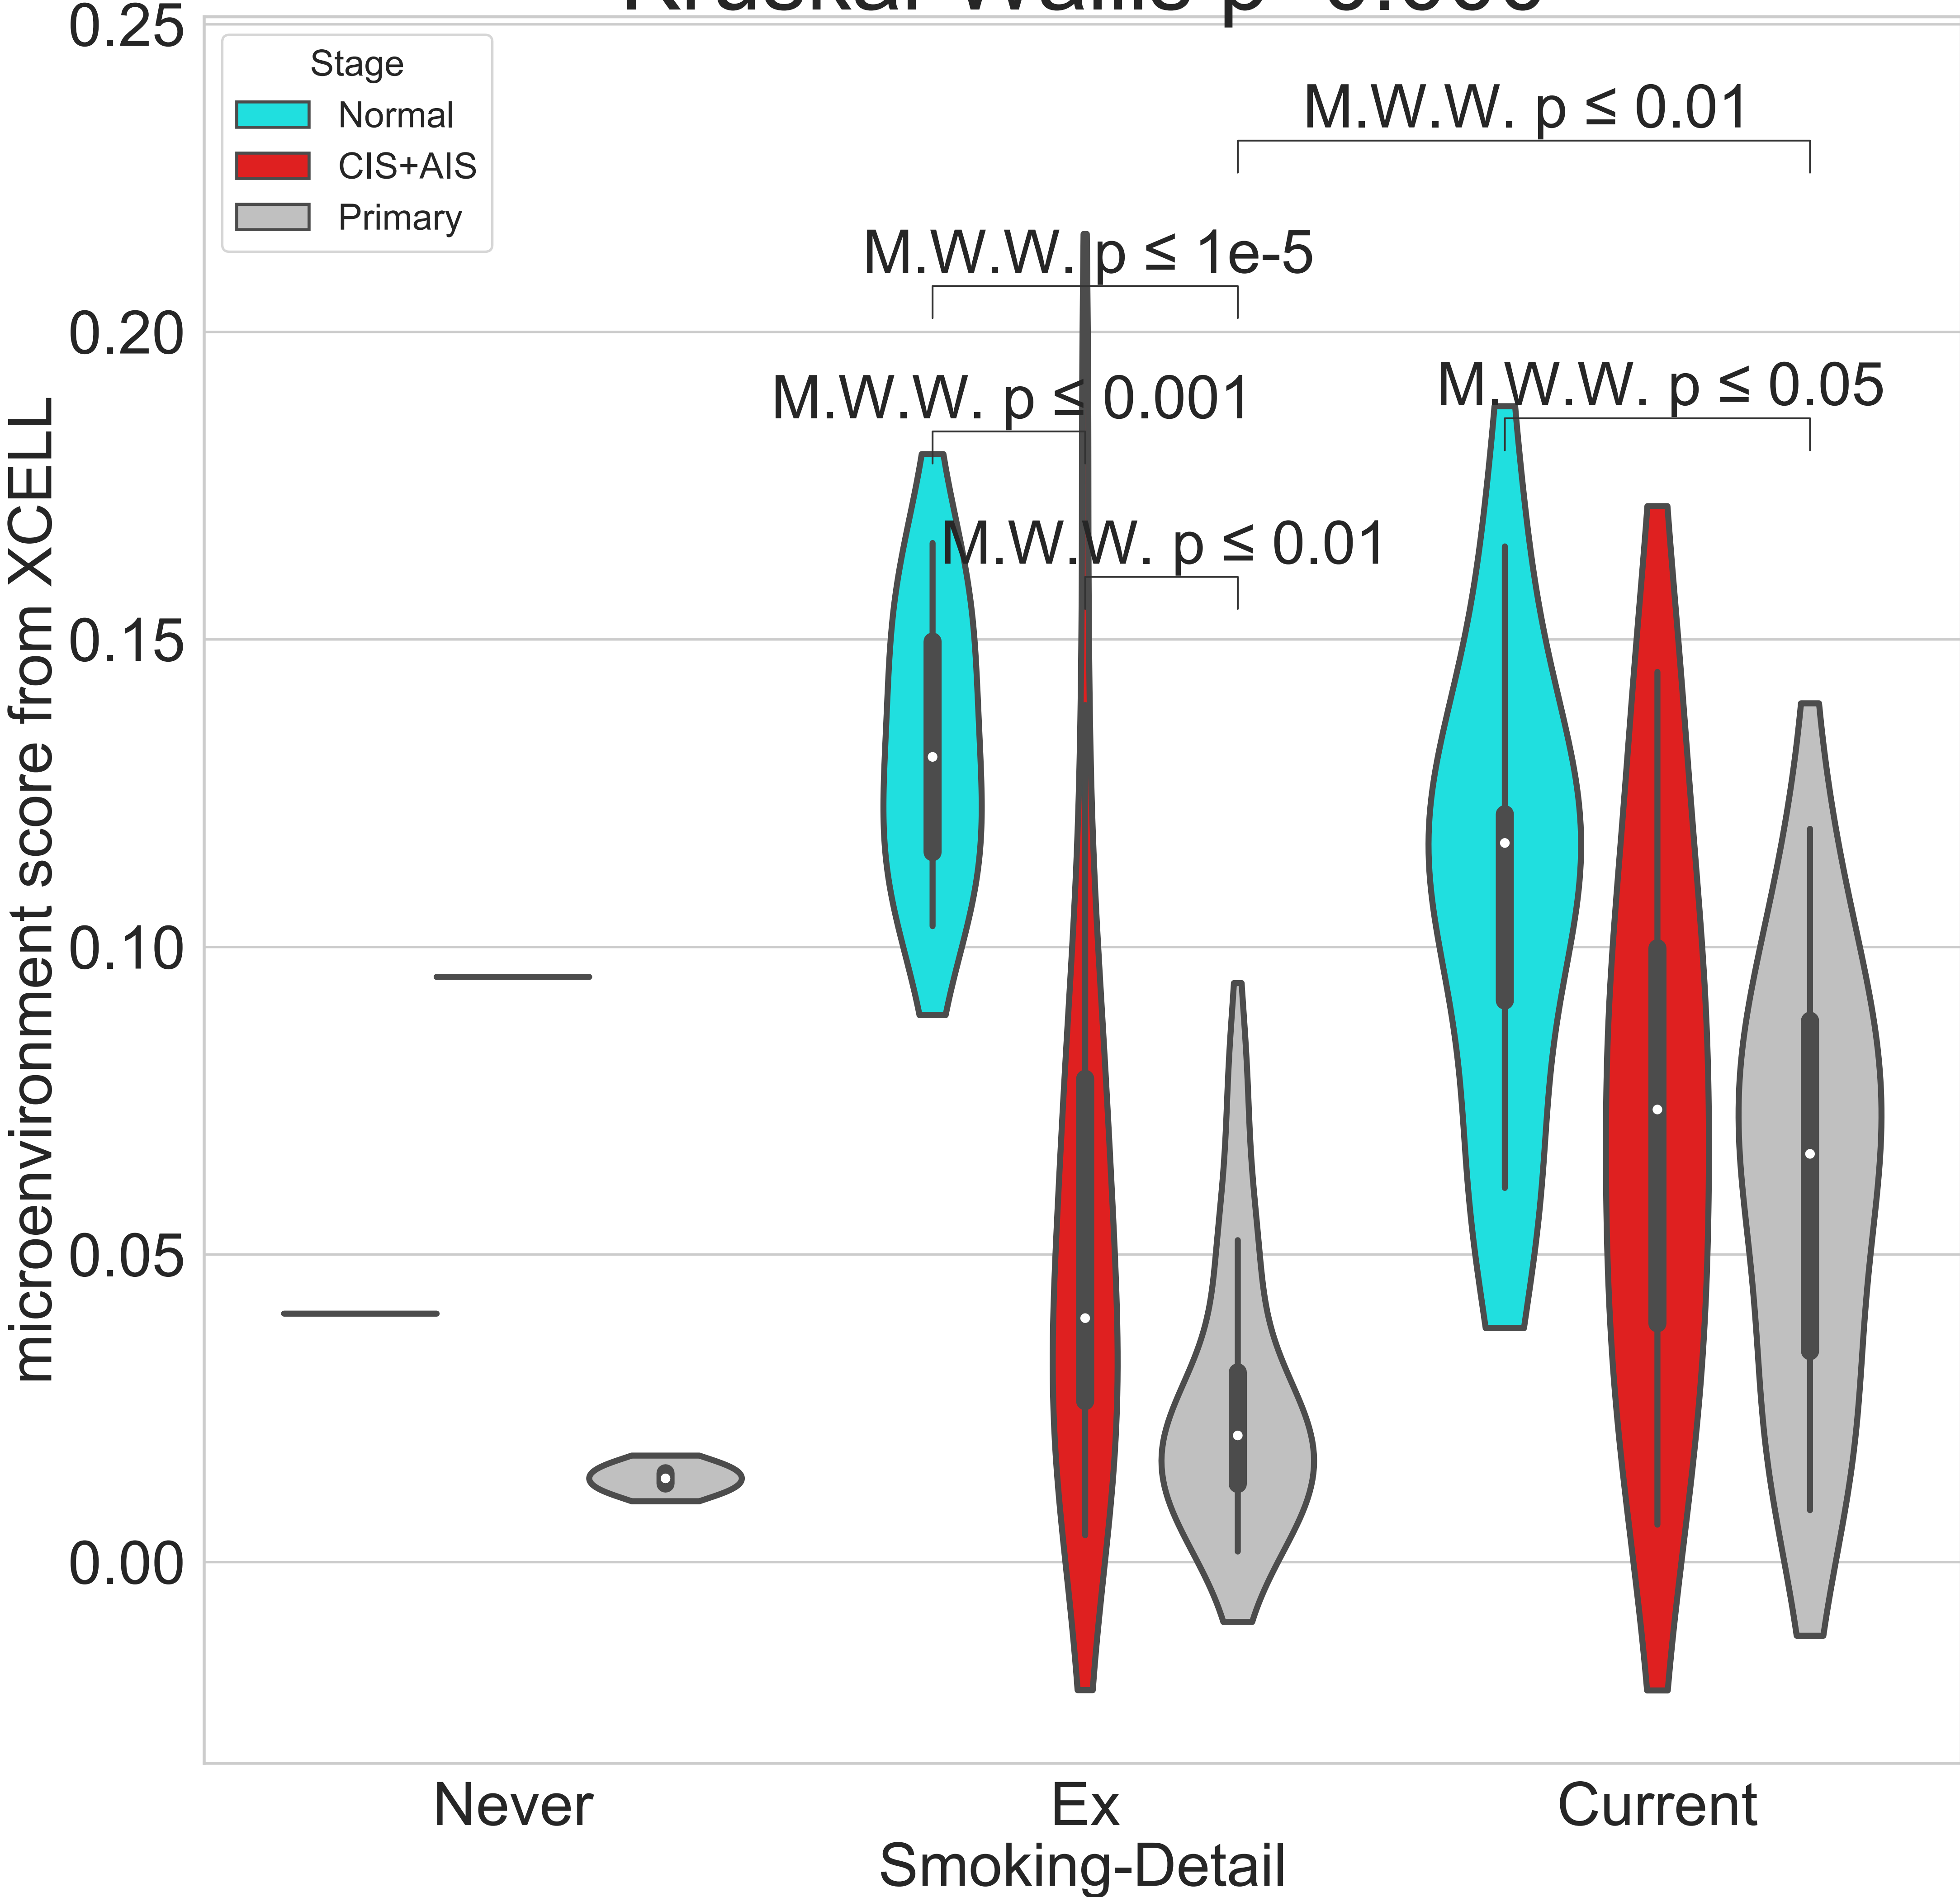 0.25
0.20
0.15
0.10
0.05
0.00
microenvironment score from XCELL
Stage
Normal
CIS+AIS
Primary
M.W.W. p ≤ 0.01
M.W.W. p ≤ 1e-5
M.W.W. p ≤ 0.001
M.W.W. p ≤ 0.05
M.W.W. p ≤ 0.01
Never
Ex
Current
Smoking-Detail